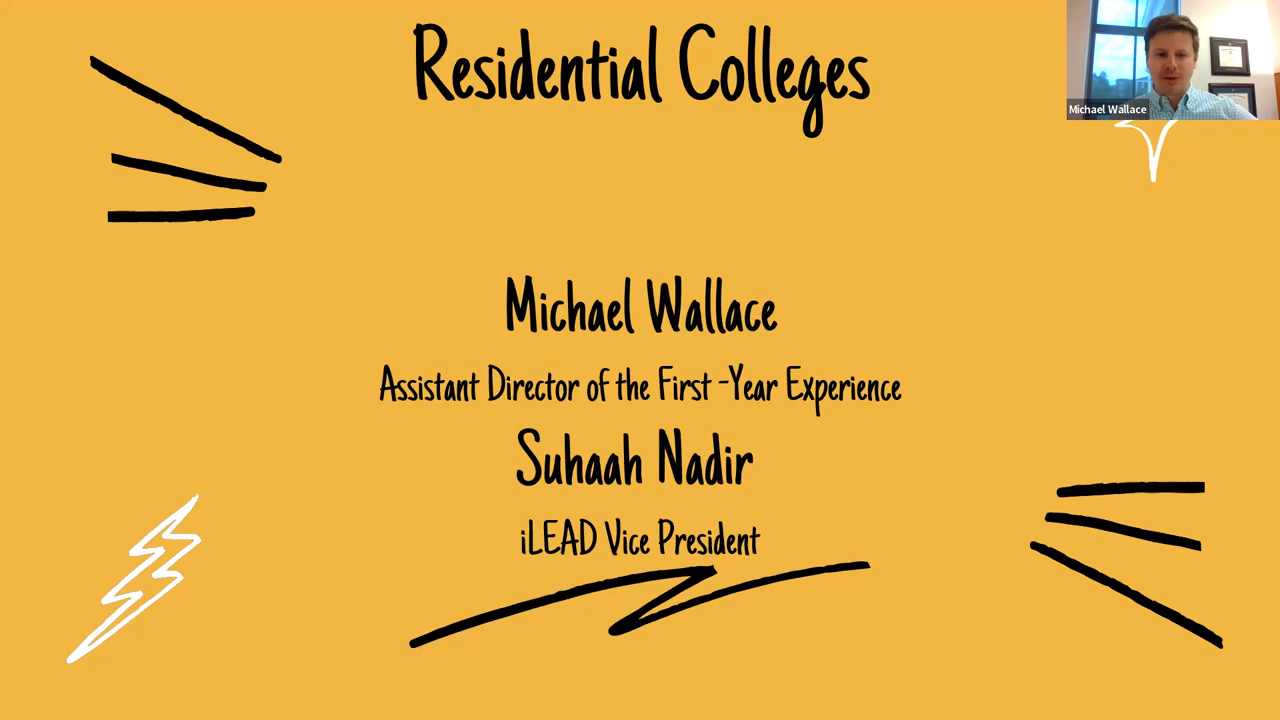 Residential Colleges
Michael Wallace
Michael Wallace
Assistant Director of the First -Year Experience
Suhaah Nadir
iLEAD Vice President